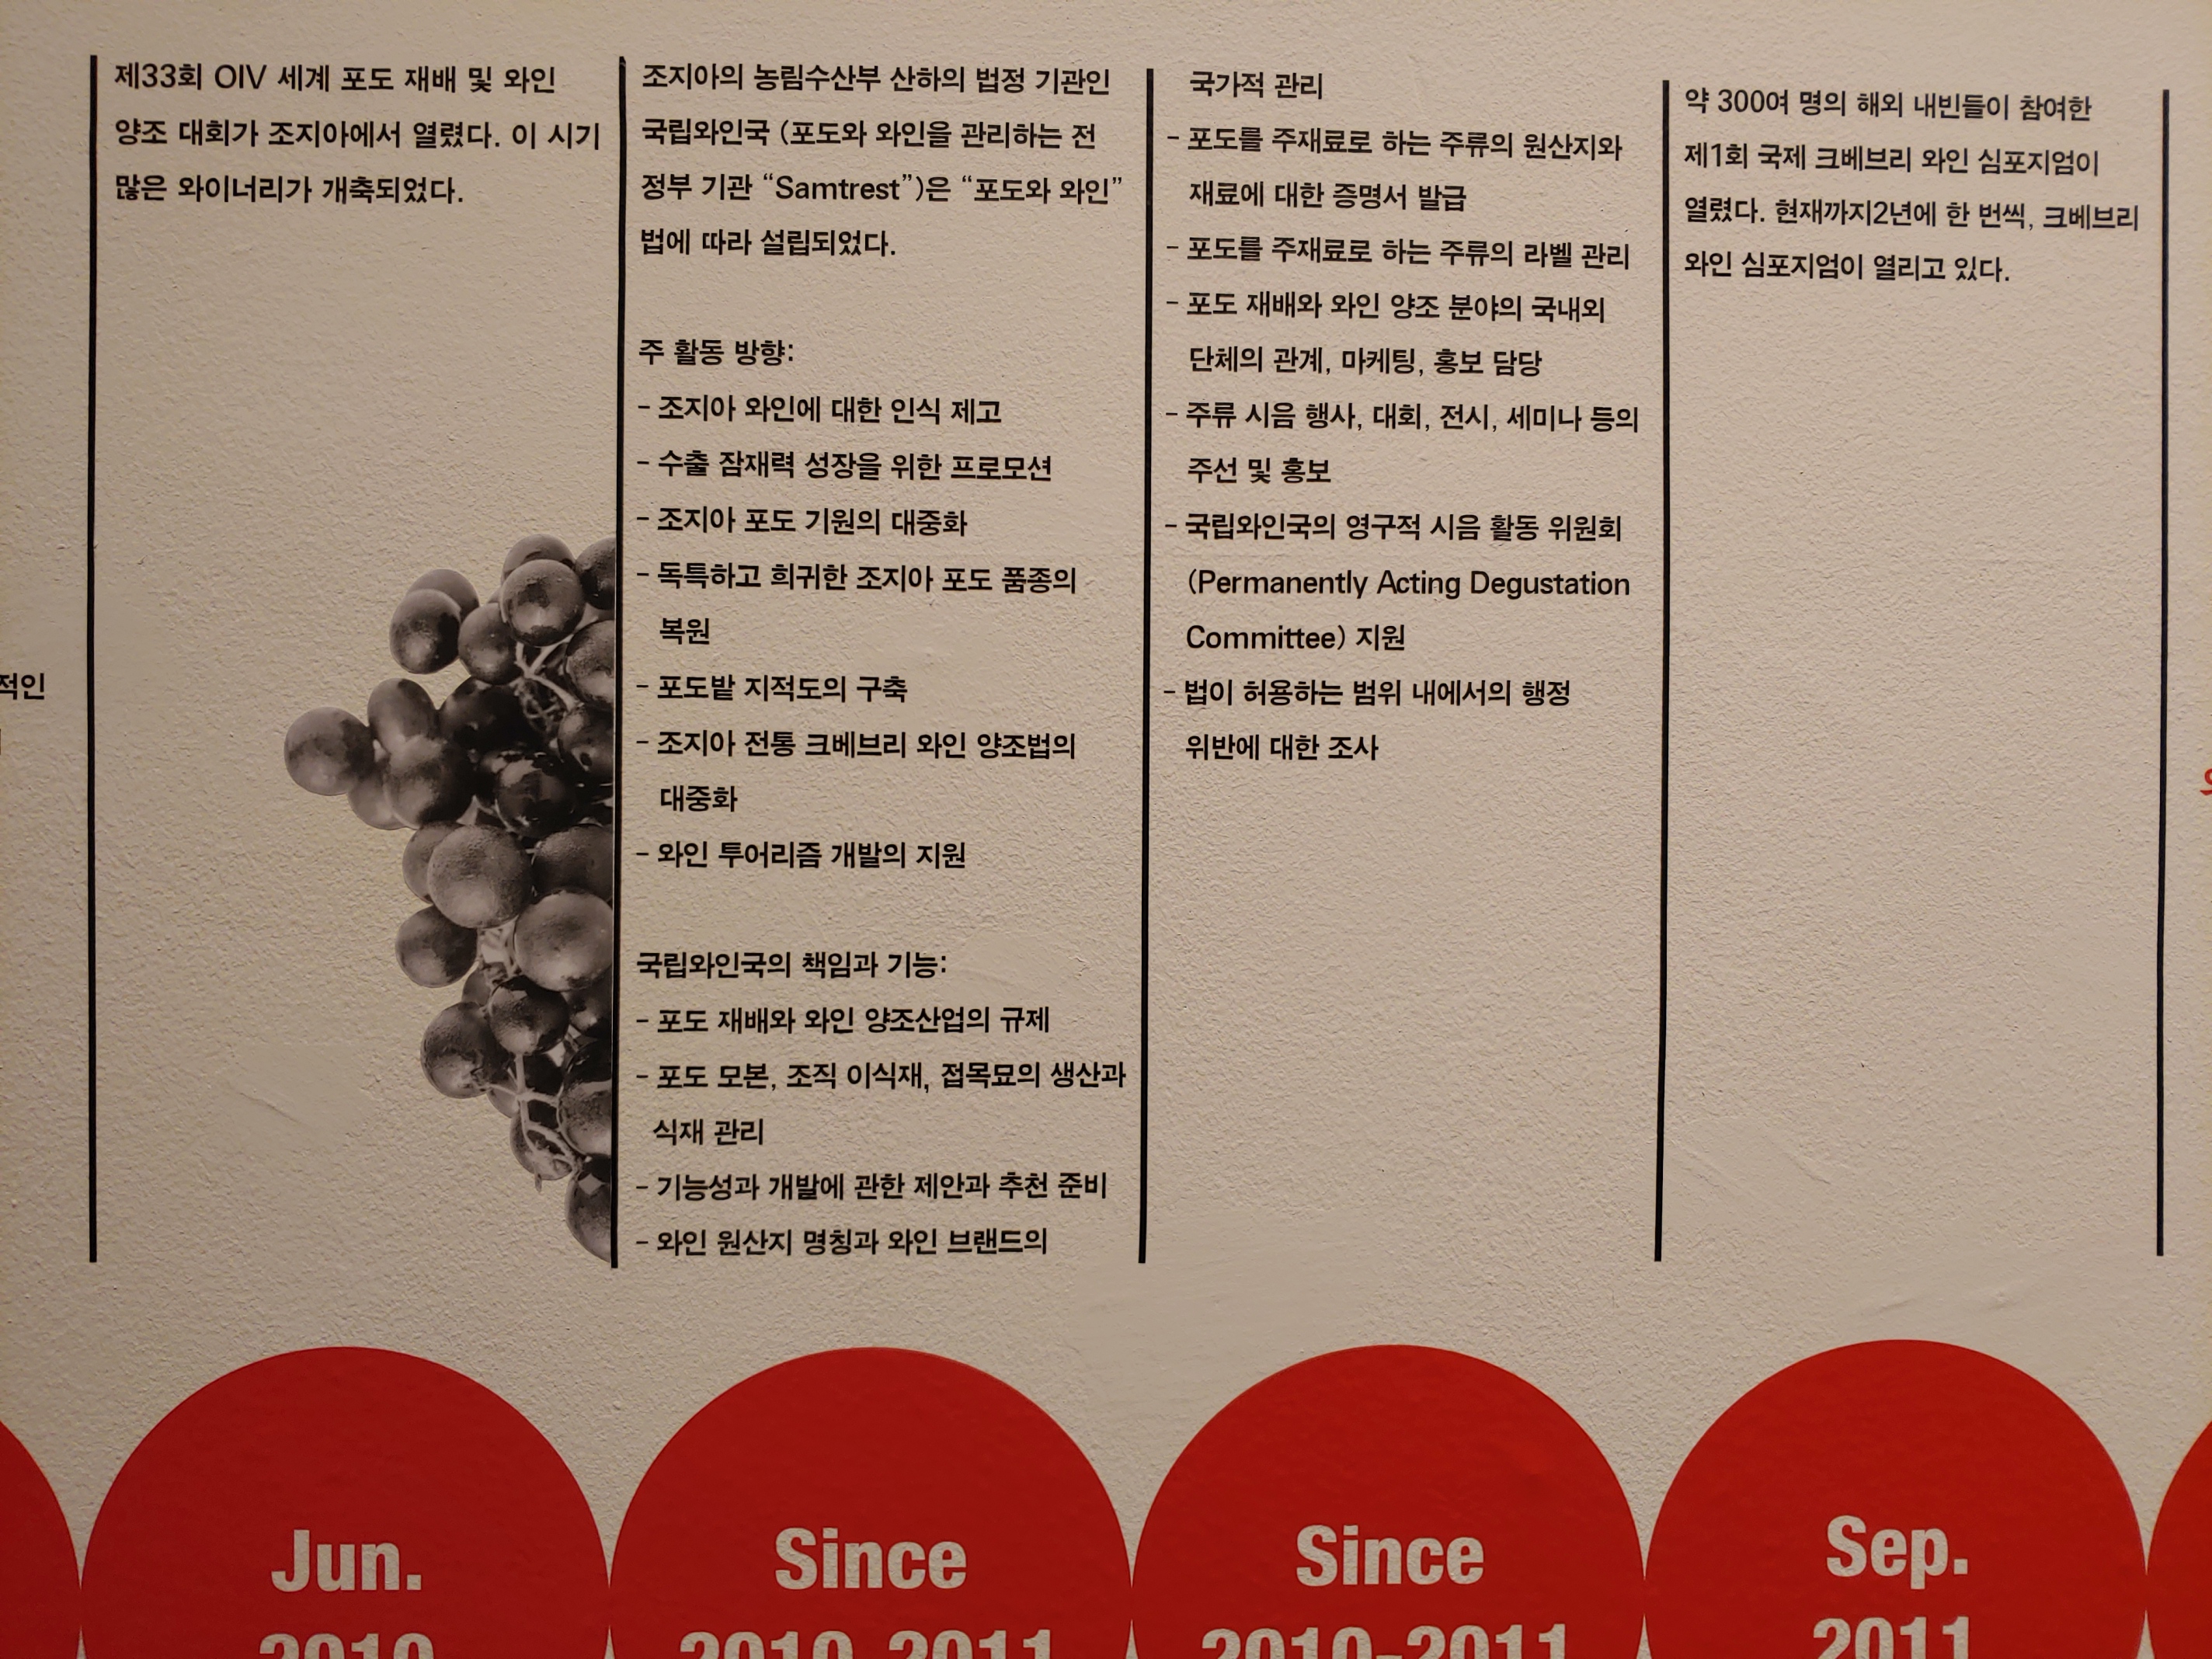 적인
제33회 OIV 세계 포도 재배 및 와인
양조 대회가 조지아에서 열렸다. 이 시기
많은 와이너리가 개축되었다.
조지아의 농림수산부 산하의 법정 기관인
국립와인국 (포도와 와인을 관리하는 전
정부 기관 “Samtrest”)은 “포도와 와인”
법에 따라 설립되었다.
주 활동 방향:
- 조지아 와인에 대한 인식 제고
- 수출 잠재력 성장을 위한 프로모션
- 조지아 포도 기원의 대중화
- 독특하고 희귀한 조지아 포도 품종의
복원
- 포도밭 지적도의 구축
- 조지아 전통 크베브리 와인 양조법의
대중화
- 와인 투어리즘 개발의 지원
국립와인국의 책임과 기능:
- 포도 재배와 와인 양조산업의 규제
- 포도 모본, 조직 이식재, 접목묘의 생산과
식재 관리
- 기능성과 개발에 관한 제안과 추천 준비
- 와인 원산지 명칭과 와인 브랜드의
국가적 관리
- 포도를 주재료로 하는 주류의 원산지와
재료에 대한 증명서 발급
- 포도를 주재료로 하는 주류의 라벨 관리
- 포도 재배와 와인 양조 분야의 국내외
단체의 관계, 마케팅, 홍보 담당
- 주류 시음 행사, 대회, 전시, 세미나 등의
주선 및 홍보
- 국립와인국의 영구적 시음 활동 위원회
(Permanently Acting Degustation
Committee) 지원
- 법이 허용하는 범위 내에서의 행정
위반에 대한 조사
약 300여 명의 해외 내빈들이 참여한
제1회 국제 크베브리 와인 심포지엄이
열렸다. 현재까지2년에 한 번씩, 크베브리
와인 심포지엄이 열리고 있다.
Jun.
2010
Since
2010-2011
Since
2010-2011
Sep.
2011